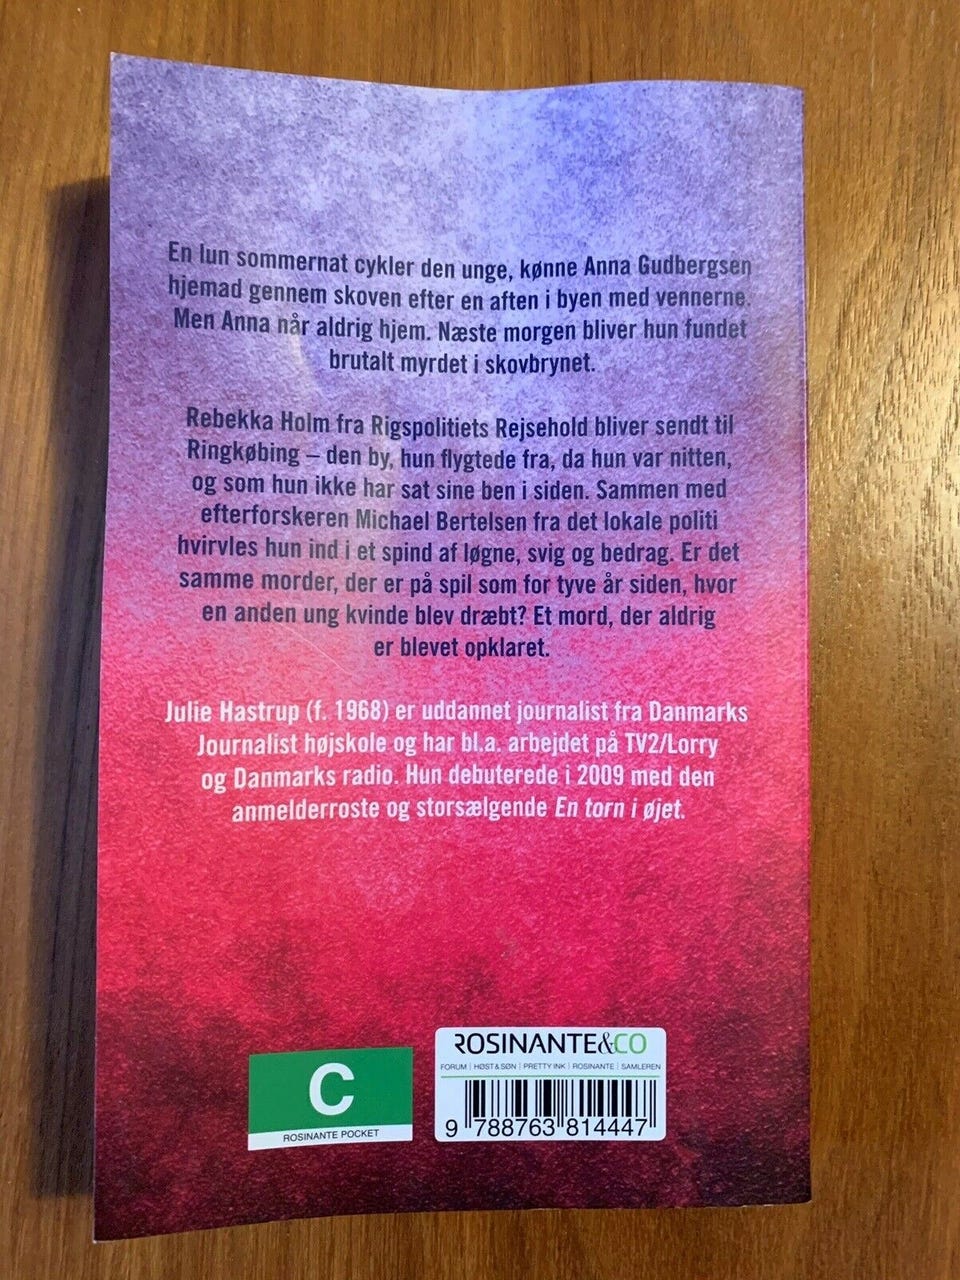 En lun sommernat cykler den unge, kønne Anna Gudbergsen
hjemad gennem skoven efter en aften i byen med vennerne.
Men Anna når aldrig hjem. Næste morgen bliver hun fundet
brutalt myrdet i skovbrynet.
Rebekka Holm fra Rigspolitiets Rejsehold bliver sendt til
Ringkøbing – den by, hun flygtede fra, da hun var nitten,
og som hun ikke har sat sine ben i siden. Sammen med
efterforskeren Michael Bertelsen fra det lokale politi
hvirvles hun ind i et spind af løgne, svig og bedrag. Er det
samme morder, der er på spil som for tyve år siden, hvor
en anden ung kvinde blev dræbt? Et mord, der aldrig
er blevet opklaret.
Julie Hastrup (f. 1968) er uddannet journalist fra Danmarks
Journalist højskole og har bl.a. arbejdet på TV2/Lorry
og Danmarks radio. Hun debuterede i 2009 med den
anmelderroste og storsælgende En torn i øjet.
C
ROSINANTE POCKET
ROSINANTE&CO
FORUM | HØST & SØN | PRETTY INK | ROSINANTE | SAMLEREN
9 788763 814447